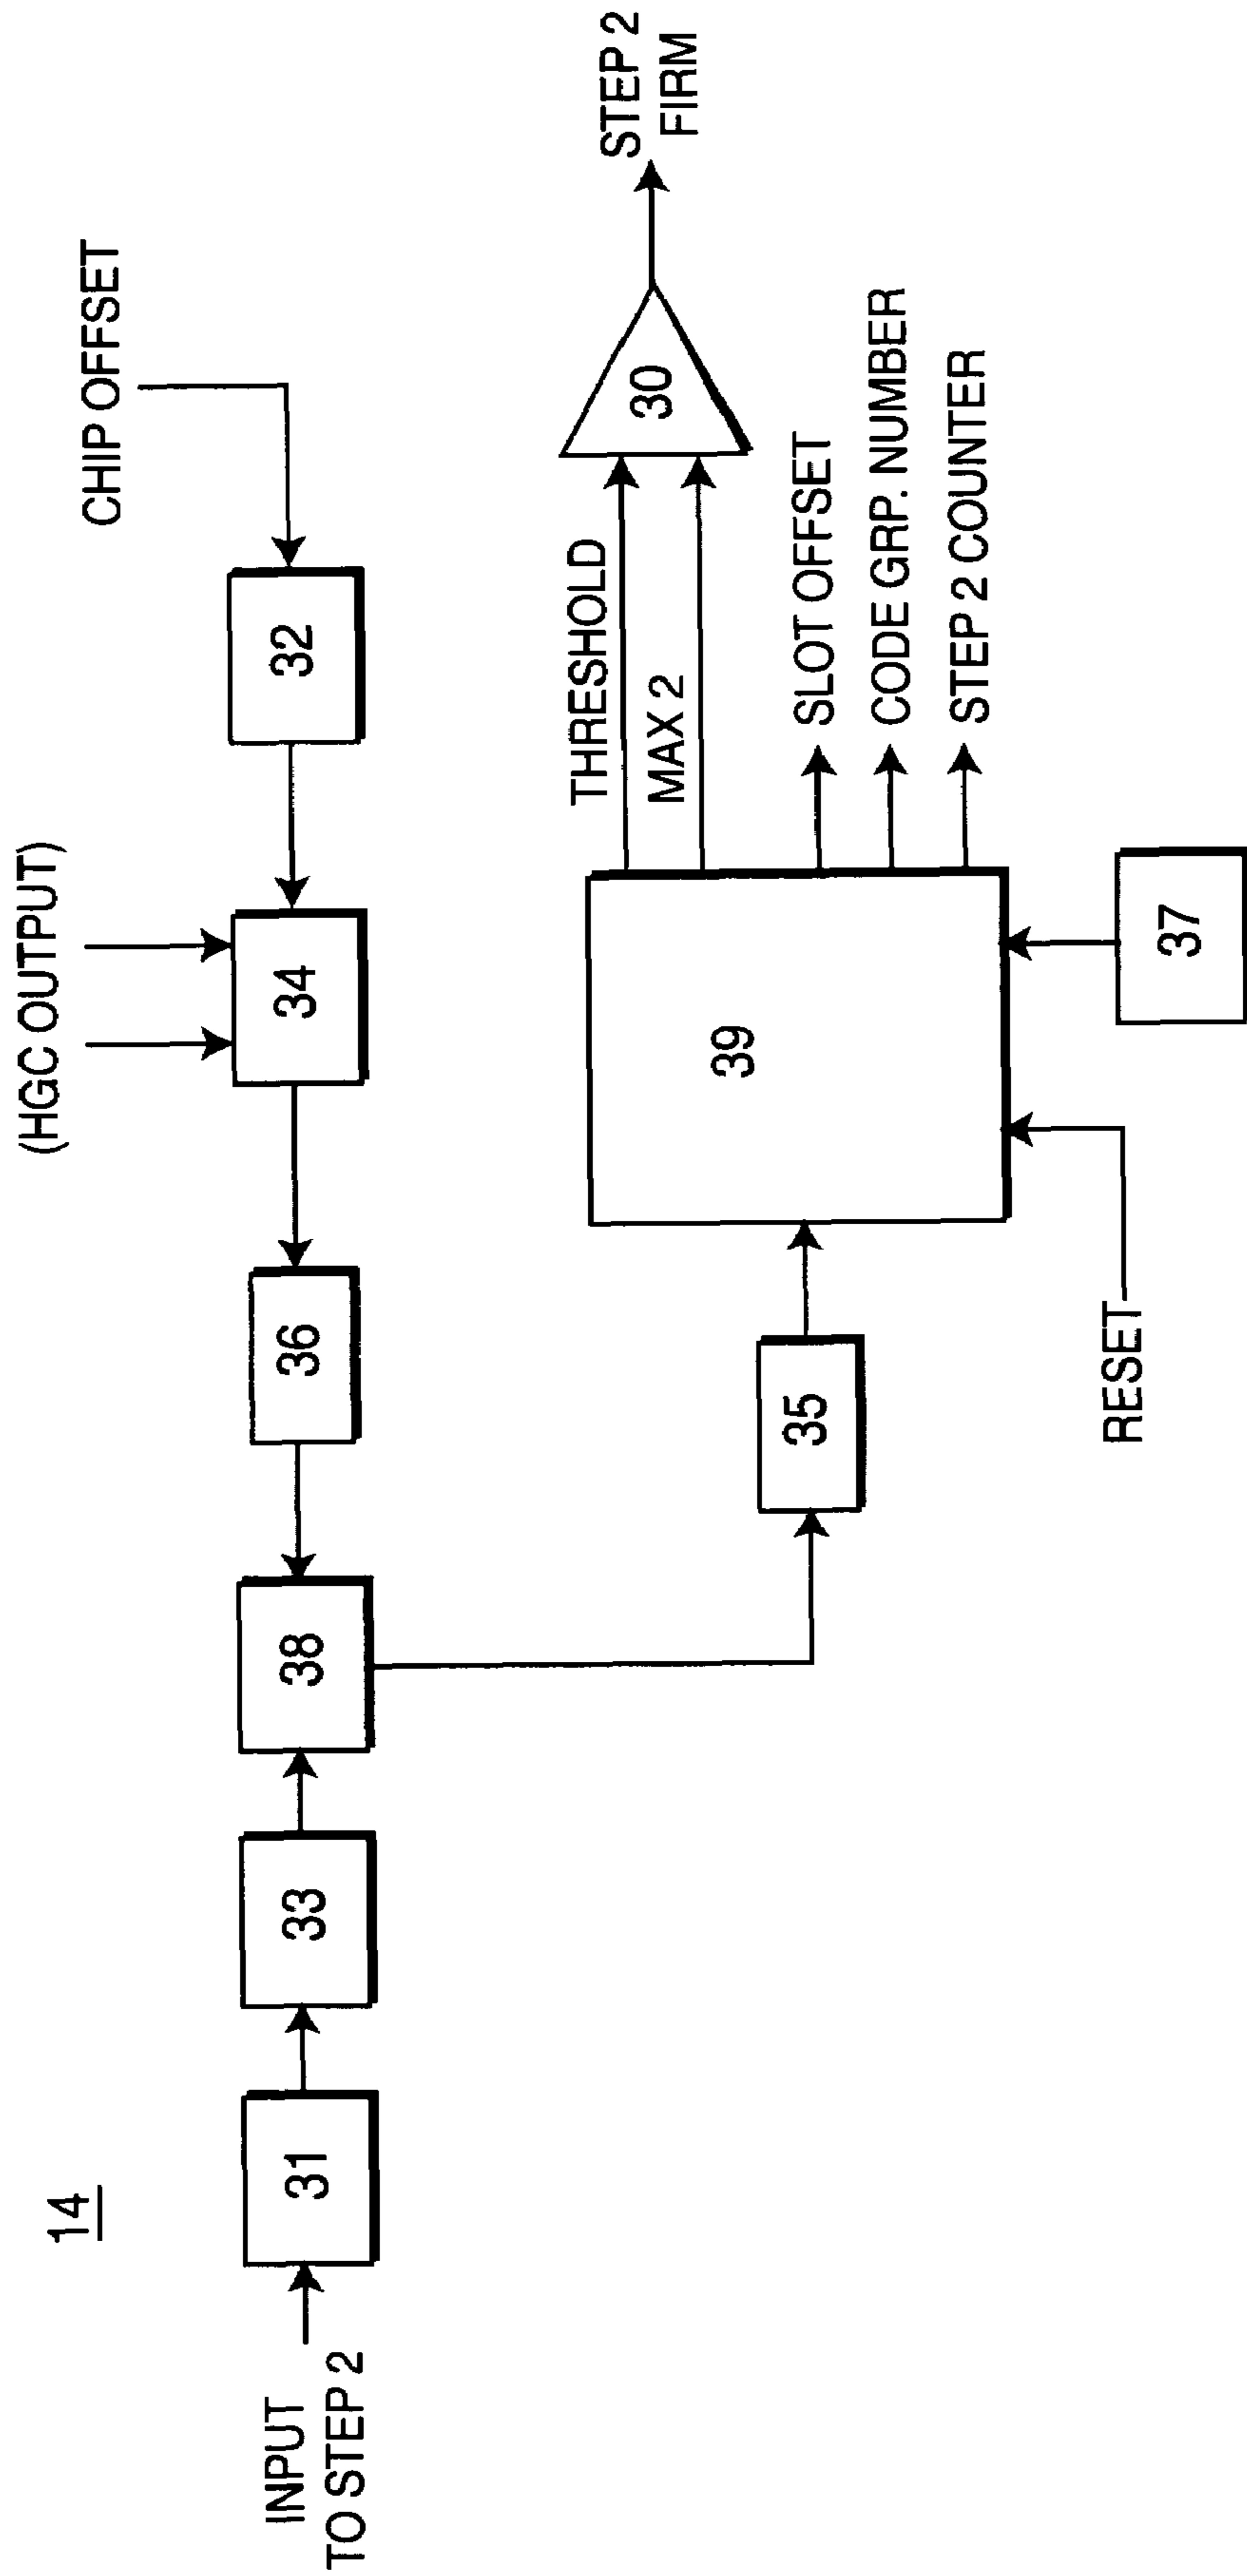 14
(HGC OUTPUT)
CHIP OFFSET
INPUT
TO STEP 2
31
33
38
36
34
32
35
39
37
RESET
THRESHOLD
MAX 2
30
STEP 2
FIRM
SLOT OFFSET
CODE GRP. NUMBER
STEP 2 COUNTER